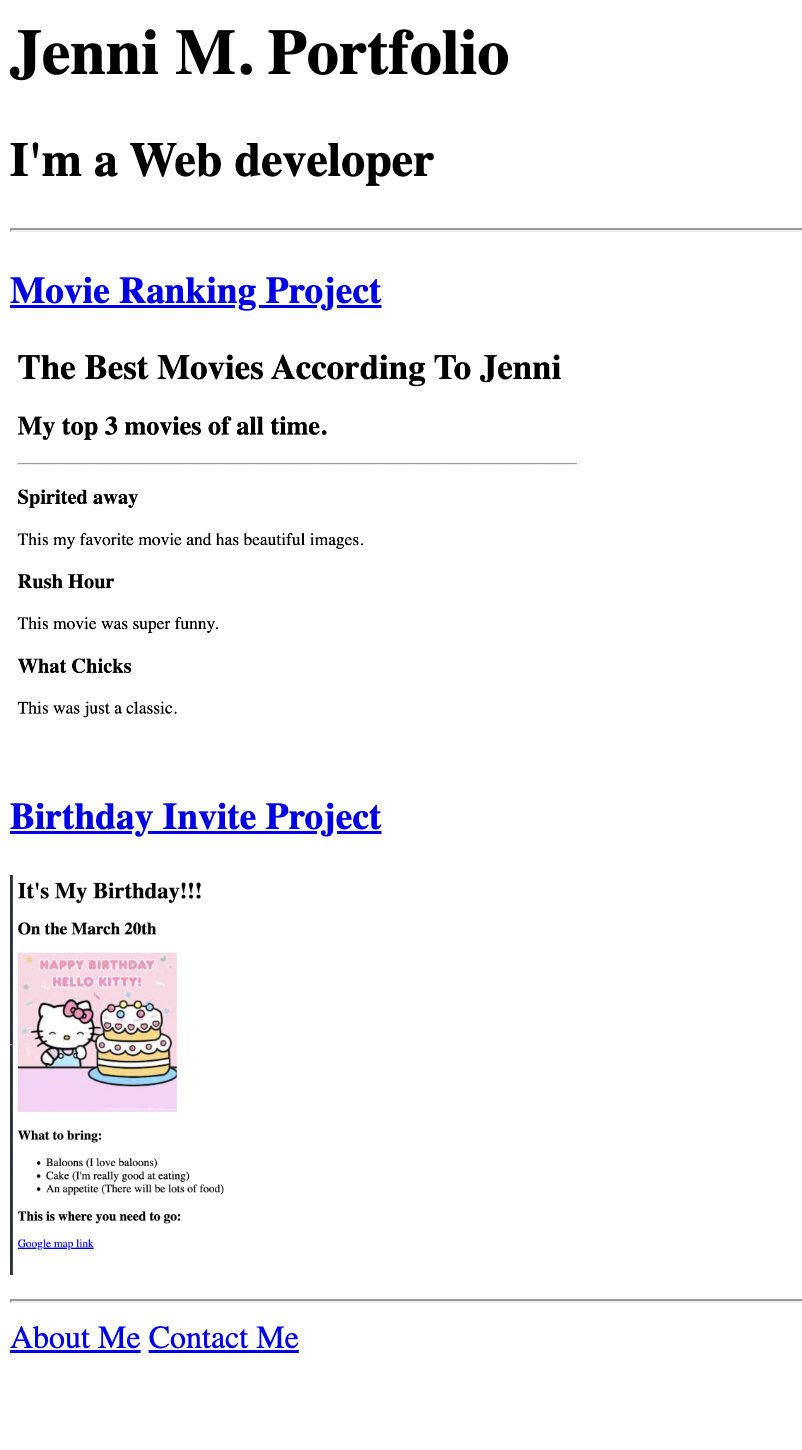 Jenni M. Portfolio
I'm a Web developer
Movie Ranking Project
The Best Movies According To Jenni
My top 3 movies of all time.
Spirited away
This my favorite movie and has beautiful images.
Rush Hour
This movie was super funny.
What Chicks
This was just a classic.
Birthday Invite Project
It's My Birthday!!!
On the March 20th
HAPPY BIRTHDAY
HELLO KITTY!
What to bring:
• Baloons (I love baloons)
• Cake (I'm really good at eating)
• An appetite (There will be lots of food)
This is where you need to go:
Google map link
About Me Contact Me